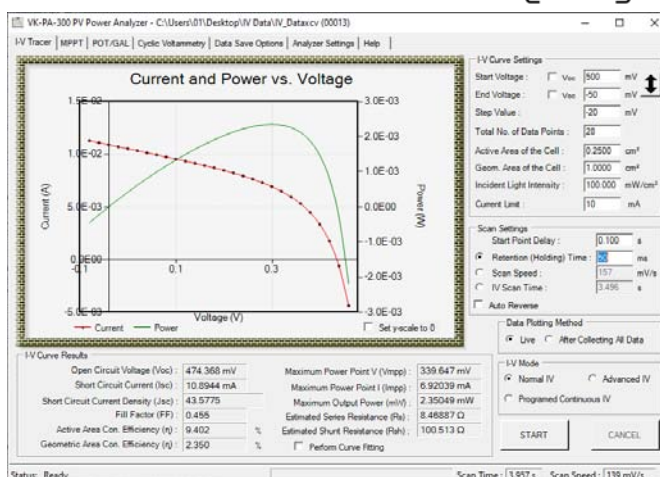 VK-PA-300 PV Power Analyzer - C:\Users\01\Desktop\IV Data\IV_Dataxcv (00013)
I-V Tracer | MPPT | POT/GAL | Cyclic Voltammetry | Data Save Options | Analyzer Settings | Help
Current and Power vs. Voltage
1.5E-02 3.0E-03
2.0E-03
1.0E-02 1.0E-03
5.0E-03 0.0E00
-1.0E-03
0.0E00 -2.0E-03
-5.0E-03 -3.0E-03
-0.1 0.1 0.3
Current (A)
Power (W)
Voltage (V)
Current Power
Set y-scale to 0
I-V Curve Settings
Start Voltage : Voc 500 mV
End Voltage : Voc -50 mV
Step Value : -20 mV
Total No. of Data Points : 28
Active Area of the Cell : 0.2500 cm²
Geom. Area of the Cell : 1.0000 cm²
Incident Light Intensity : 100.000 mW/cm²
Current Limit : 10 mA
Scan Settings
Start Point Delay : 0.100 s
Retention (Holding) Time : ms
Scan Speed : 157 mV/s
IV Scan Time : 3.496 s
Auto Reverse
Data Plotting Method
Live After Collecting All Data
I-V Mode
Normal IV Advanced IV
Programed Continuous IV
START CANCEL
I-V Curve Results
Open Circuit Voltage (Voc) : 474.368 mV
Short Circuit Current (Isc) : 10.8944 mA
Short Circuit Current Density (Jsc) : 43.5775
Fill Factor (FF) : 0.455
Active Area Con. Efficiency (η) : 9.402 %
Geometric Area Con. Efficiency (η) : 2.350 %
Maximum Power Point V (Vmpp) : 339.647 mV
Maximum Power Point I (Impp) : 6.92039 mA
Maximum Output Power (mW) : 2.35049 mW
Estimated Series Resistance (Rs) : 8.46887 Ω
Estimated Shunt Resistance (Rsh) : 100.513 Ω
Perform Curve Fitting
Status: Ready
Scan Time : 3.957 s Scan Speed : 139 mV/s